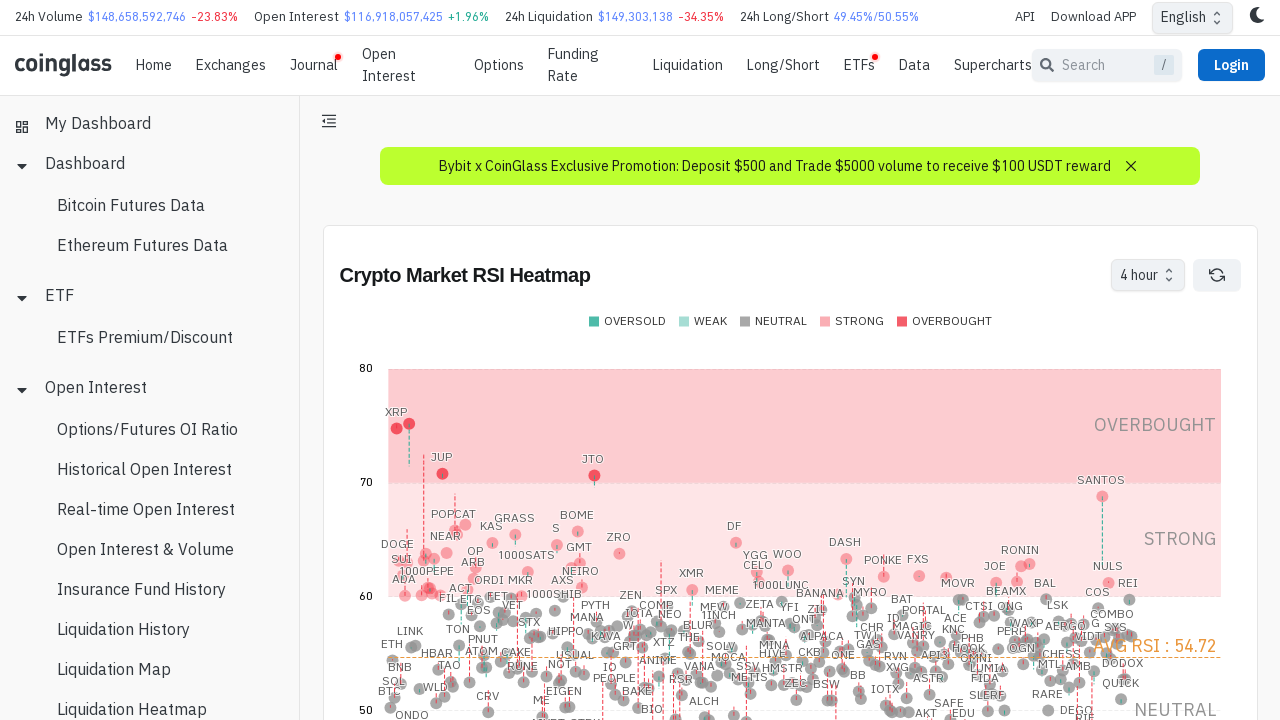 24h Volume $148,658,592,746 -23.83% Open Interest $116,918,057,425 +1.96% 24h Liquidation $149,303,138 -34.35% 24h Long/Short 49.45%/50.55% API Download APP English
coinglass Home Exchanges Journal Open Interest Options Funding Rate Liquidation Long/Short ETFs Data Supercharts Search / Login
My Dashboard
Dashboard
Bitcoin Futures Data
Ethereum Futures Data
ETF
ETFs Premium/Discount
Open Interest
Options/Futures OI Ratio
Historical Open Interest
Real-time Open Interest
Open Interest & Volume
Insurance Fund History
Liquidation History
Liquidation Map
Liquidation Heatmap
Bybit x CoinGlass Exclusive Promotion: Deposit $500 and Trade $5000 volume to receive $100 USDT reward
Crypto Market RSI Heatmap
4 hour
OVERSOLD WEAK NEUTRAL STRONG OVERBOUGHT
80
XRP
OVERBOUGHT
JUP JTO
70
SANTOS
POPCAT GRASS BOME
KAS S DF
NEAR ZRO
DOGE OP 1000SATS GMT DASH STRONG
SUI ARB YGG WOO PONKE FXS RONIN
1000PEPE NEIRO CELO JOE NULS
ADA ORDI MKR AXS XMR 1000LUNC SYN MOVR BAL REI
60
ACT 1000SHIB ZEN BANANA MYRO BEAMX COS
FIL ETC VET PYTH COMP MEME ZETA YFI ZIL BAT CTSI ONG LSK
EOS STX MANA NEO 1INCH ONT PORTAL ACE COMBO
LINK TON HIPPO BLUR MANTA CHR MAGIC KNC AERGO SYS
ETH PNUT KAVA XTZ THE ALPACA VANRY PHB PERP
HBAR ATOM CAKE USUAL GRT SOLV MINA CKB ONE GAS API3 OGN AVG RSI : 54.72
BNB TAO RUNE NOT IO ANIME VANA MOCA HMSTR RVN XVG OMNI MTL AMB DODOX
SOL WLD PEOPLE RSR SSV METIS BB ASTR LUMIA FIDA QUICK
BTC CRV EIGEN BAKE ZEC BSW IOTX RARE
ONDO ME BIO ALCH SAFE AKT EDU DEGO NEUTRAL
50